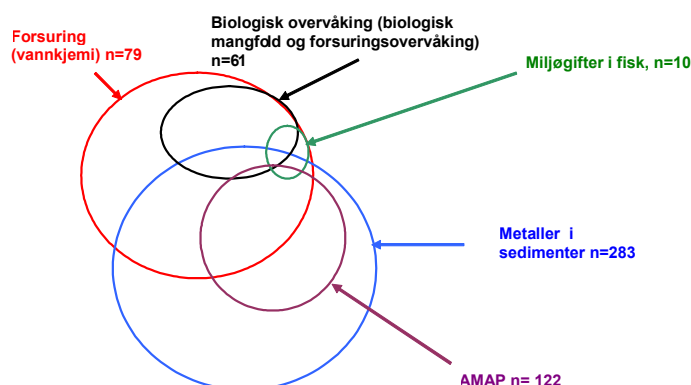 Forsuring
(vannkjemi) n=79
Biologisk overvåking (biologisk
mangfold og forsuringsovervåking)
n=61
Miljøgifter i fisk, n=10
Metaller i
sedimenter n=283
AMAP n= 122